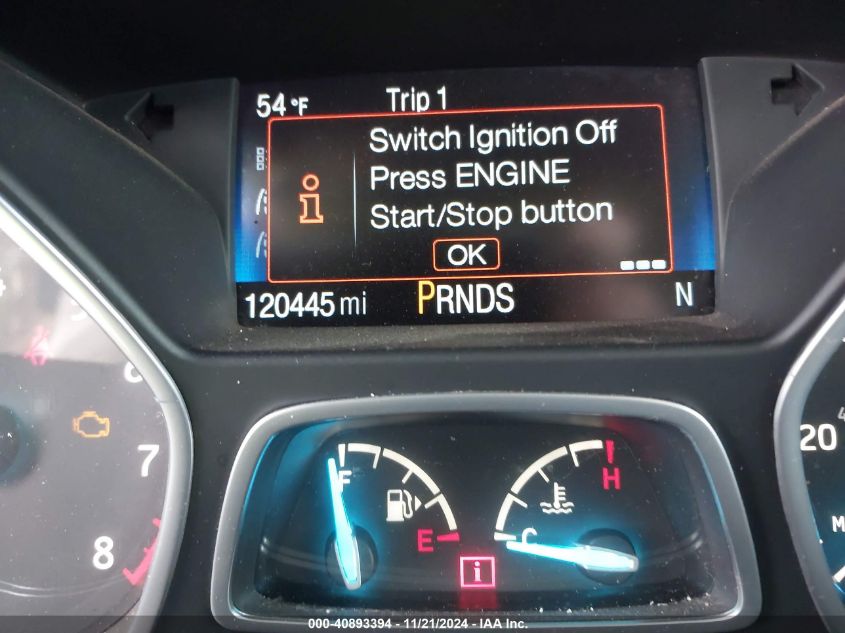 54°F Trip 1
Switch Ignition Off
Press ENGINE
Start/Stop button
i
OK
120445 mi PRNDS N
6
7
8
F
E
C
H
i
20
000-40893394 - 11/21/2024 - IAA Inc.